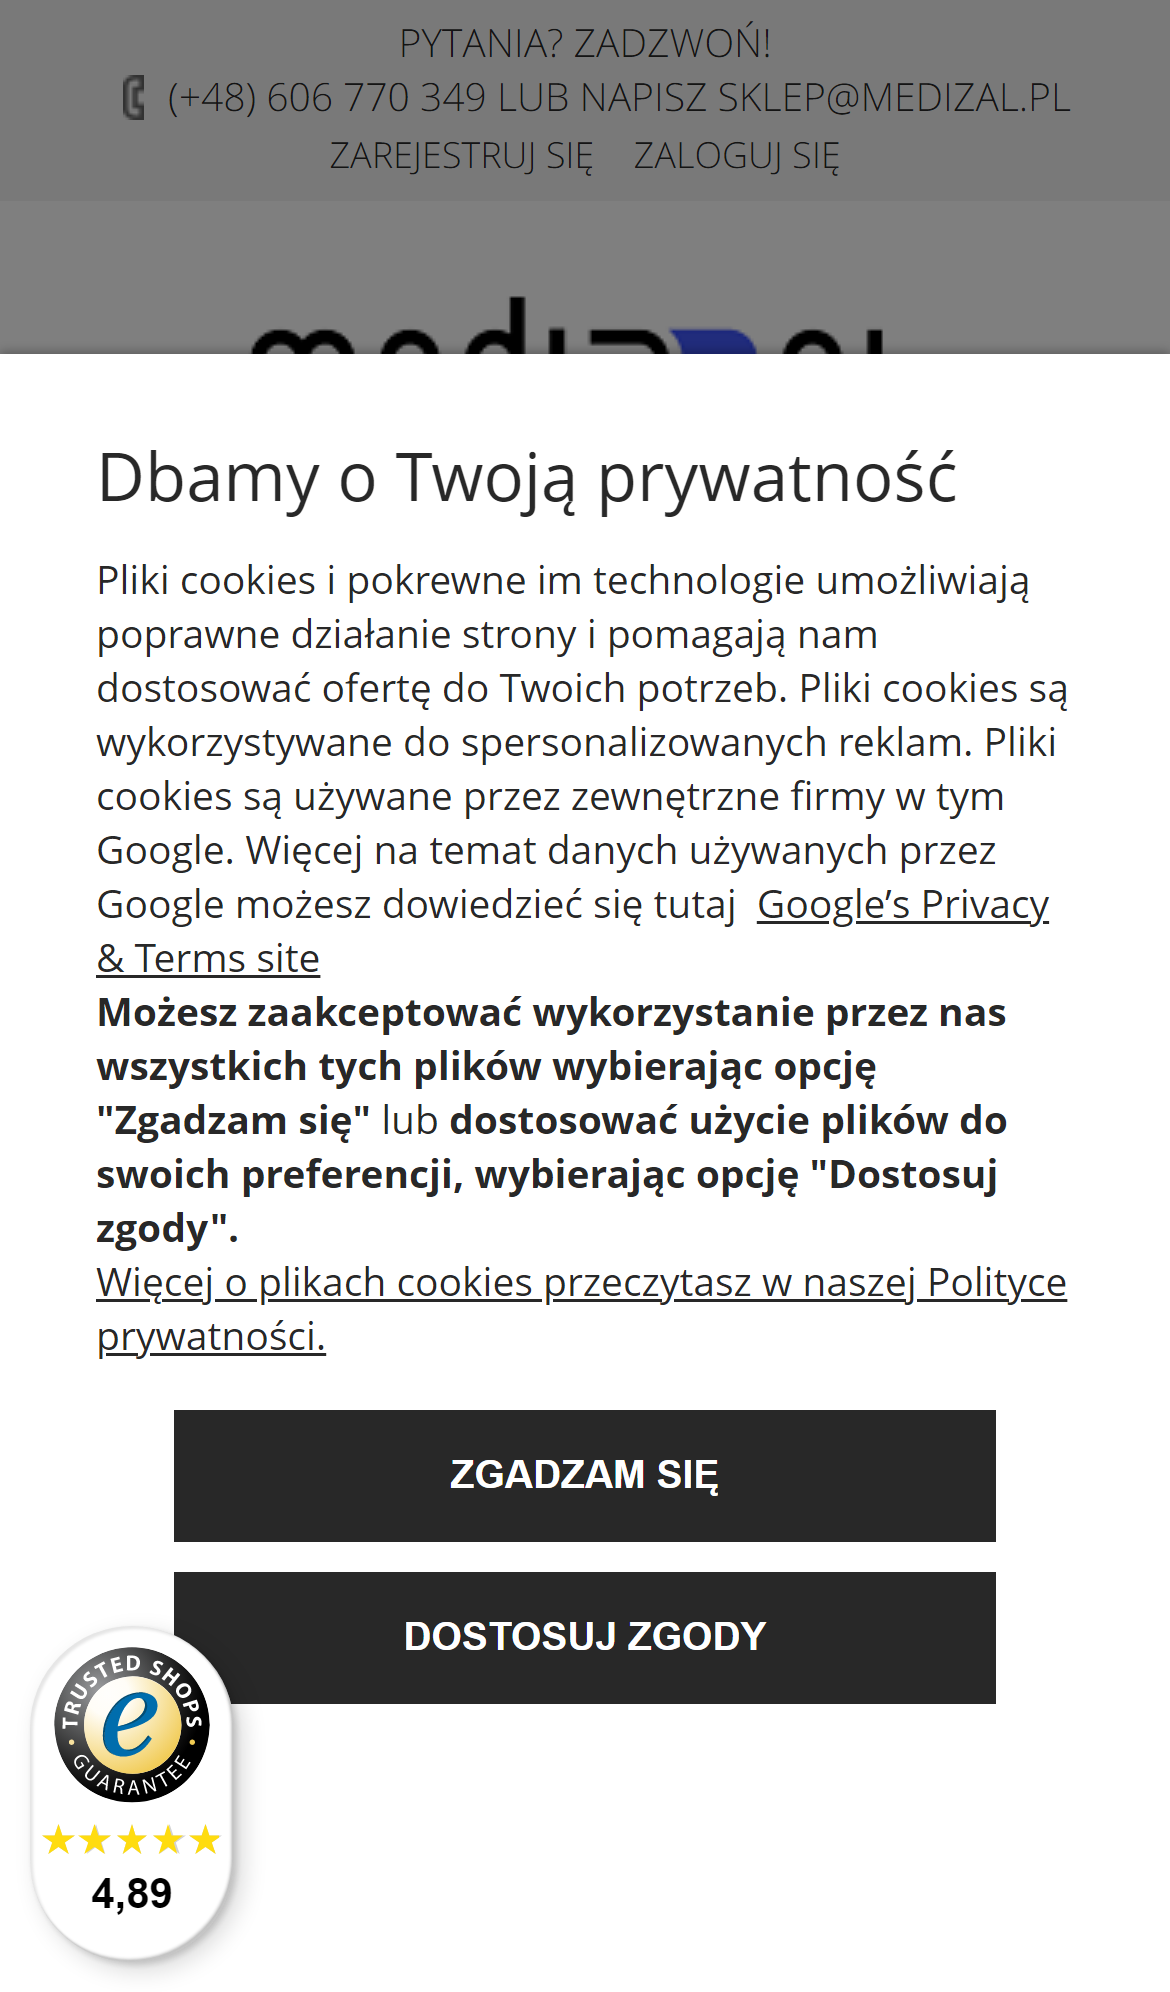 PYTANIA? ZADZWOŃ!
(+48) 606 770 349 LUB NAPISZ SKLEP@MEDIZAL.PL
ZAREJESTRUJ SIĘ ZALOGUJ SIĘ
Dbamy o Twoją prywatność
Pliki cookies i pokrewne im technologie umożliwiają
poprawne działanie strony i pomagają nam
dostosować ofertę do Twoich potrzeb. Pliki cookies są
wykorzystywane do spersonalizowanych reklam. Pliki
cookies są używane przez zewnętrzne firmy w tym
Google. Więcej na temat danych używanych przez
Google możesz dowiedzieć się tutaj Google’s Privacy
& Terms site
Możesz zaakceptować wykorzystanie przez nas
wszystkich tych plików wybierając opcję
"Zgadzam się" lub dostosować użycie plików do
swoich preferencji, wybierając opcję "Dostosuj
zgody".
Więcej o plikach cookies przeczytasz w naszej Polityce
prywatności.
ZGADZAM SIĘ
DOSTOSUJ ZGODY
TRUSTED SHOPS
e
GUARANTEE
4,89